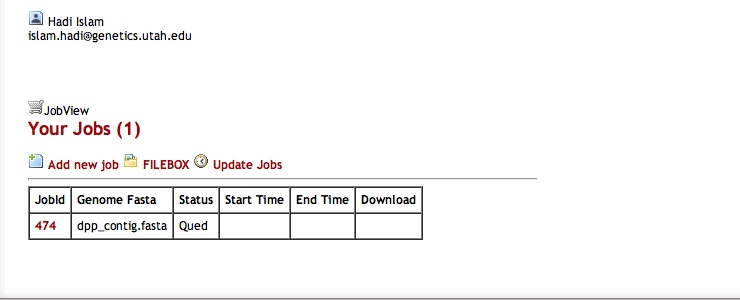 Hadi Islam
islam.hadi@genetics.utah.edu
JobView
Your Jobs (1)
Add new job FILEBOX Update Jobs
JobId Genome Fasta Status Start Time End Time Download
474 dpp_contig.fasta Qued